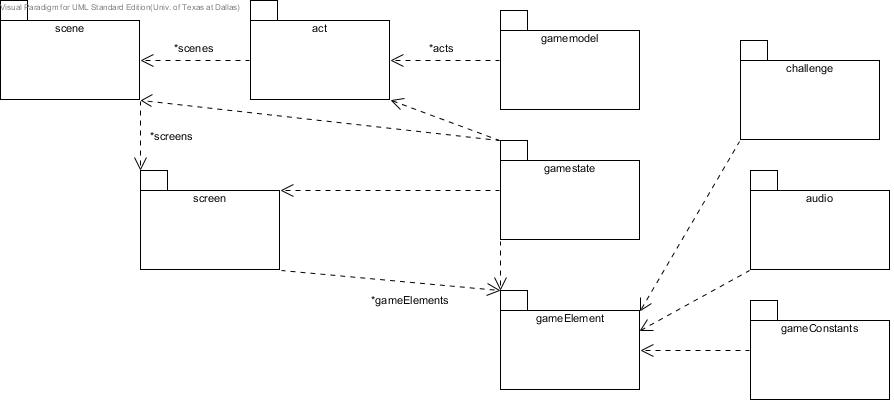 Visual Paradigm for UML Standard Edition(Univ. of Texas at Dallas)
scene
act
gamemodel
*scenes
*acts
challenge
*screens
gamestate
screen
audio
*gameElements
gameElement
gameConstants